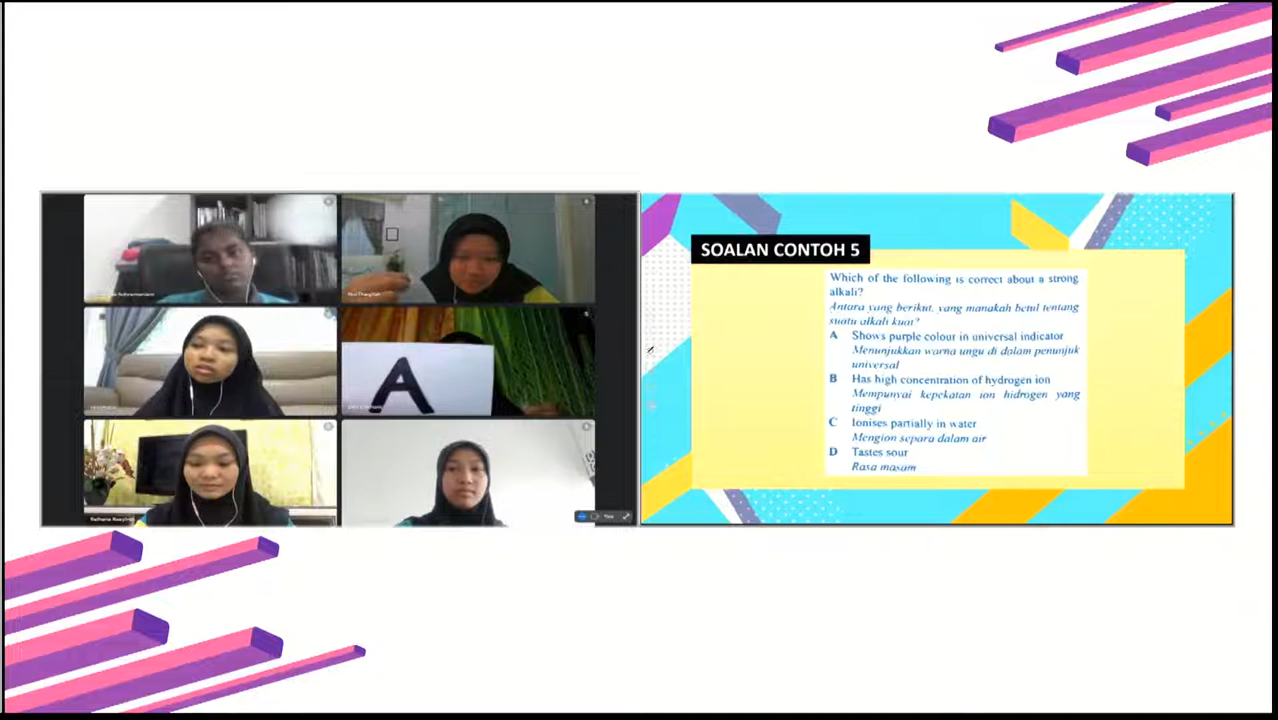 A
You
SOALAN CONTOH 5
Which of the following is correct about a strong
alkali?
Antara yang berikut, yang manakah betul tentang
suatu alkali kuat?
A Shows purple colour in universal indicator
Menunjukkan warna ungu di dalam penunjuk
universal
B Has high concentration of hydrogen ion
Mempunyai kepekatan ion hidrogen yang
tinggi
C Ionises partially in water
Mengion separa dalam air
D Tastes sour
Rasa masam